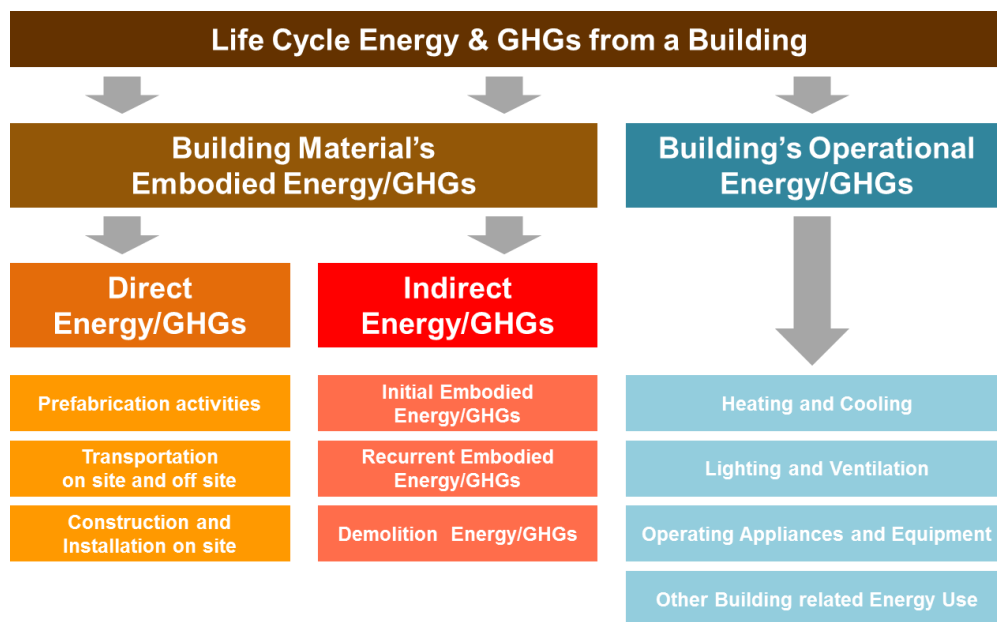 Life Cycle Energy & GHGs from a Building
Building Material's
Embodied Energy/GHGs
Building's Operational
Energy/GHGs
Direct
Energy/GHGs
Indirect
Energy/GHGs
Prefabrication activities
Transportation
on site and off site
Construction and
Installation on site
Initial Embodied
Energy/GHGs
Recurrent Embodied
Energy/GHGs
Demolition Energy/GHGs
Heating and Cooling
Lighting and Ventilation
Operating Appliances and Equipment
Other Building related Energy Use